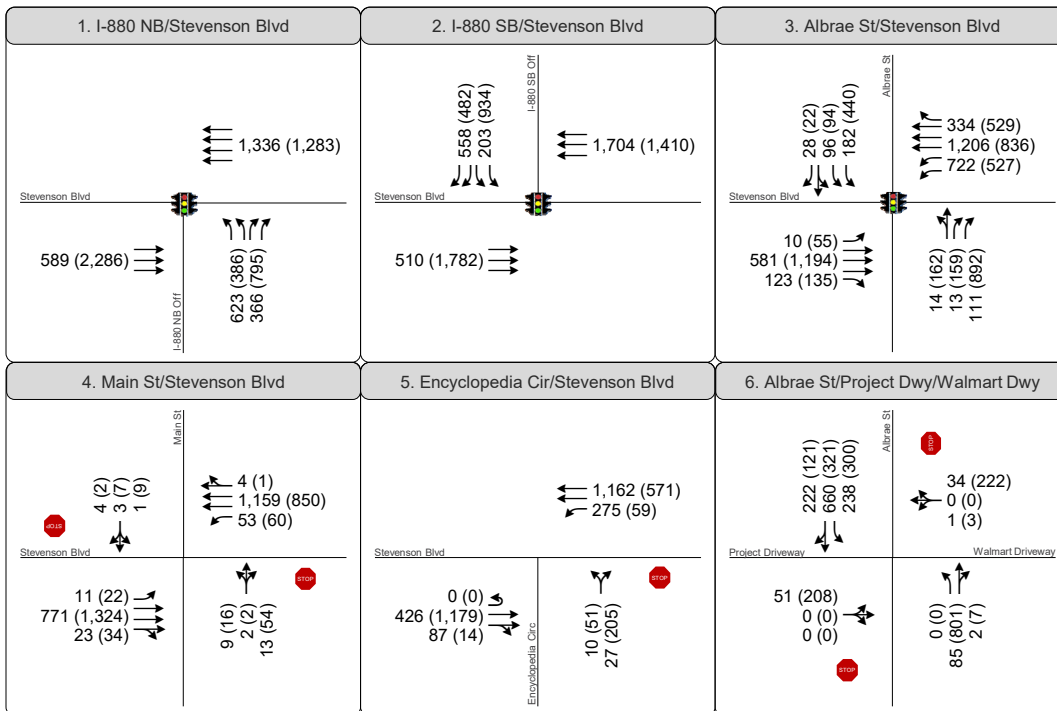 1. I-880 NB/Stevenson Blvd
1,336 (1,283)
Stevenson Blvd
589 (2,286)
623 (386)
366 (795)
I-880 NB Off
2. I-880 SB/Stevenson Blvd
I-880 SB Off
558 (482)
203 (934)
1,704 (1,410)
510 (1,782)
3. Albrae St/Stevenson Blvd
Albrae St
28 (22)
96 (94)
182 (440)
334 (529)
1,206 (836)
722 (527)
10 (55)
581 (1,194)
123 (135)
14 (162)
13 (159)
111 (892)
4. Main St/Stevenson Blvd
Main St
4 (2)
3 (7)
1 (9)
4 (1)
1,159 (850)
53 (60)
STOP
Stevenson Blvd
11 (22)
771 (1,324)
23 (34)
STOP
9 (16)
2 (2)
13 (54)
5. Encyclopedia Cir/Stevenson Blvd
1,162 (571)
275 (59)
Stevenson Blvd
0 (0)
426 (1,179)
87 (14)
STOP
10 (51)
27 (205)
Encyclopedia Circ
6. Albrae St/Project Dwy/Walmart Dwy
Albrae St
STOP
222 (121)
660 (321)
238 (300)
34 (222)
0 (0)
1 (3)
Project Driveway
Walmart Driveway
51 (208)
0 (0)
0 (0)
STOP
0 (0)
85 (801)
2 (7)